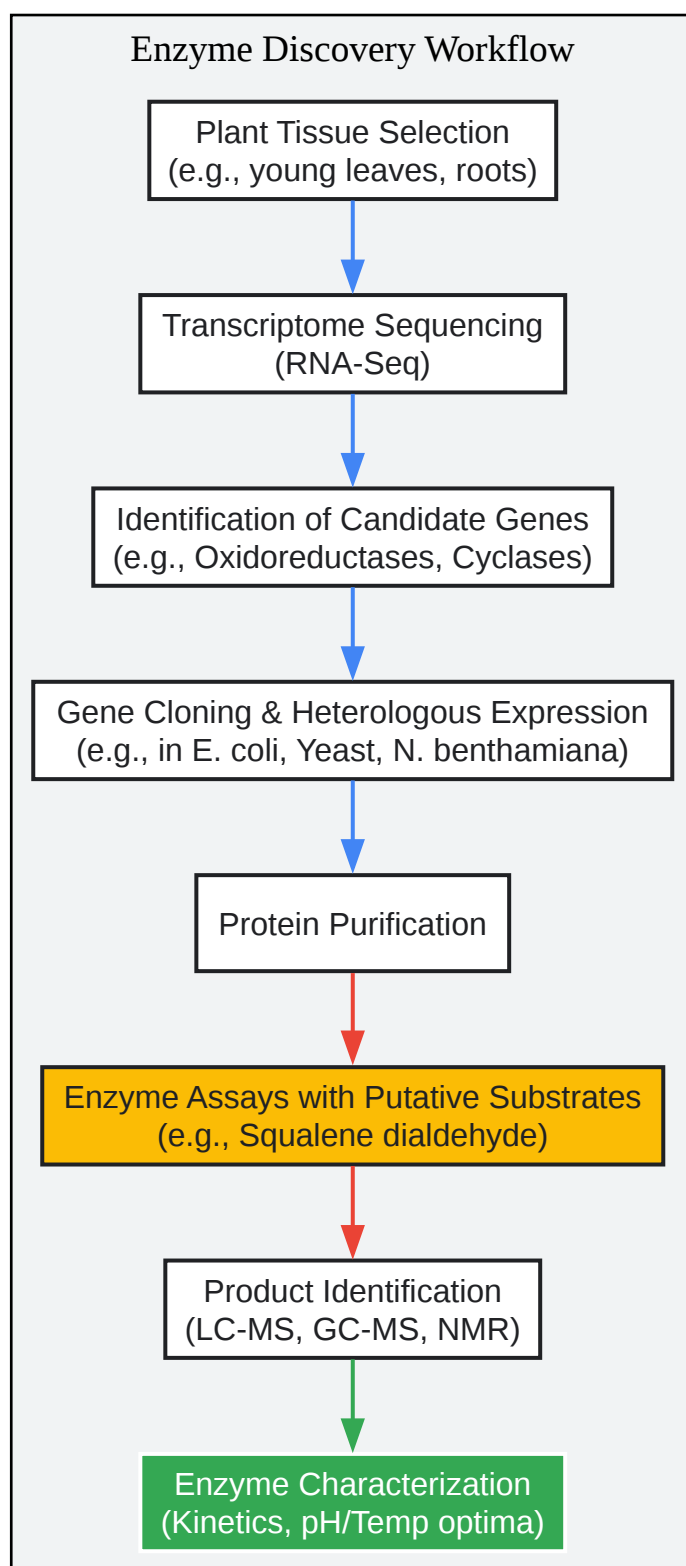 Enzyme Discovery Workflow
Plant Tissue Selection
(e.g., young leaves, roots)
Transcriptome Sequencing
(RNA-Seq)
Identification of Candidate Genes
(e.g., Oxidoreductases, Cyclases)
Gene Cloning & Heterologous Expression
(e.g., in E. coli, Yeast, N. benthamiana)
Protein Purification
Enzyme Assays with Putative Substrates
(e.g., Squalene dialdehyde)
Product Identification
(LC-MS, GC-MS, NMR)
Enzyme Characterization
(Kinetics, pH/Temp optima)